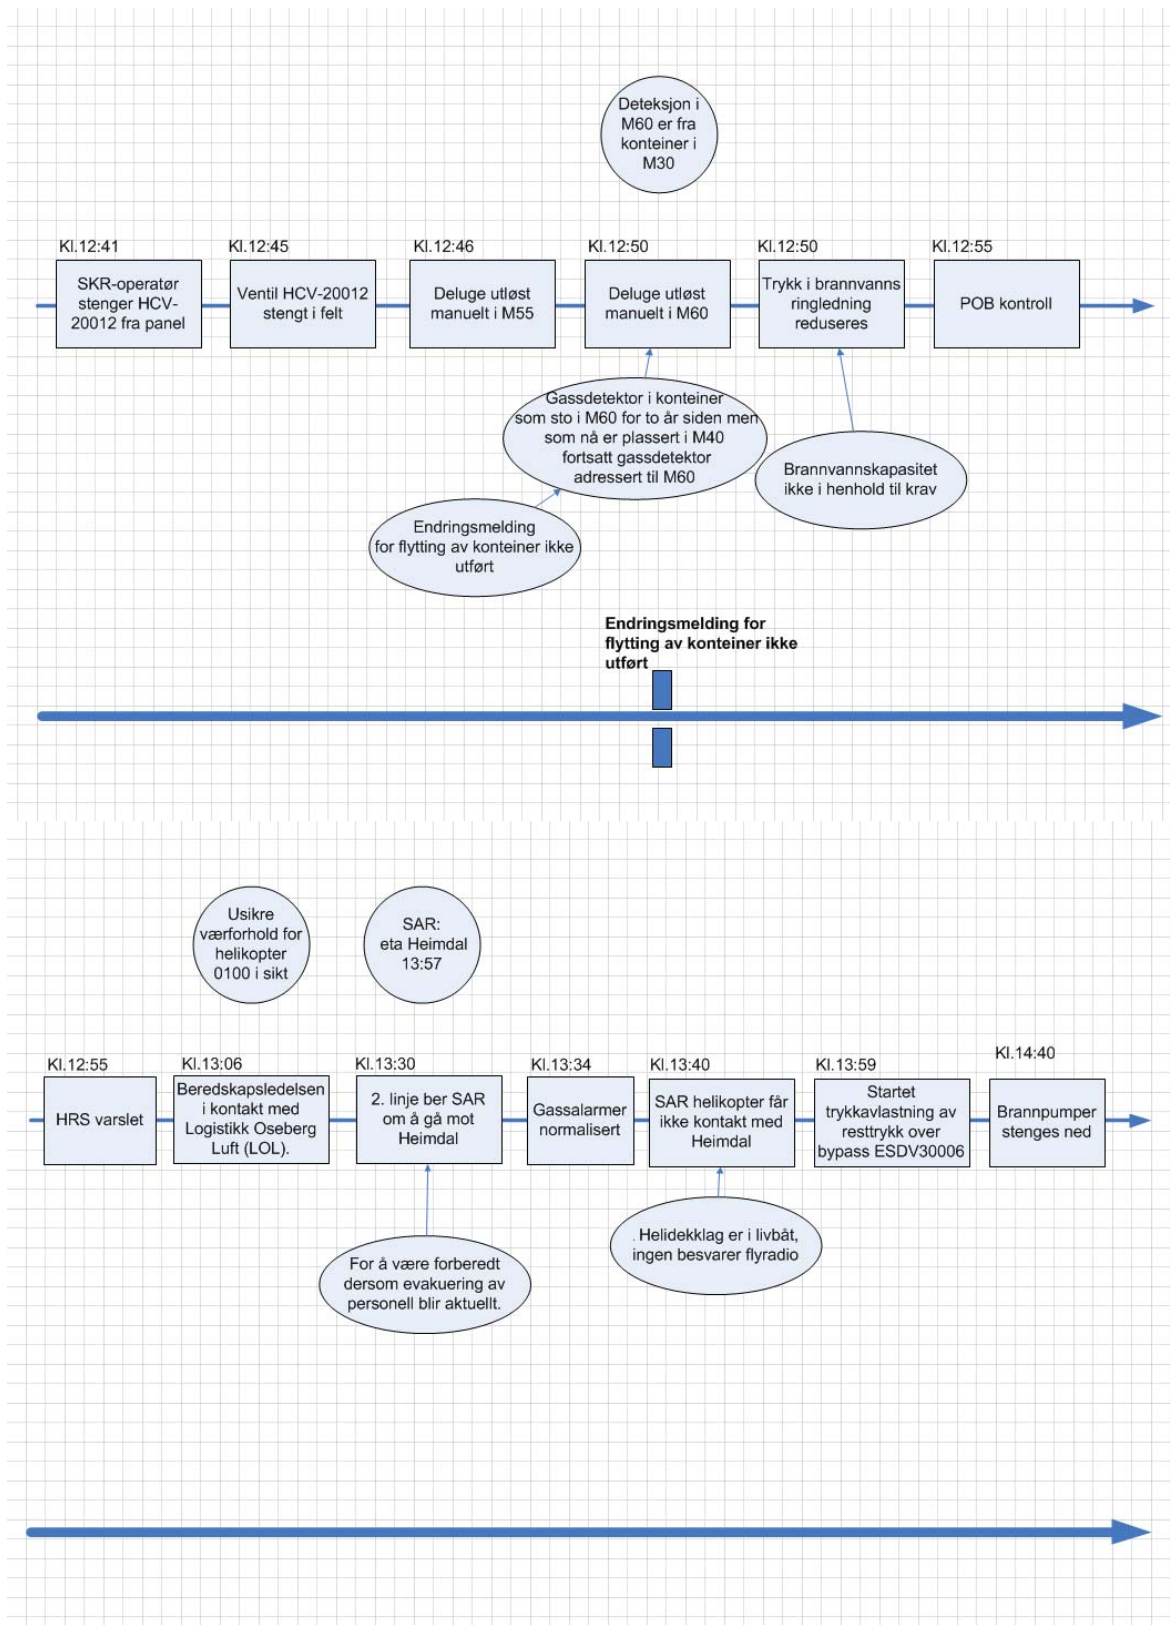 Deteksjon i
M60 er fra
konteiner i
M30
Kl.12:41
SKR-operatør
stenger HCV-
20012 fra panel
Kl.12:45
Ventil HCV-20012
stengt i felt
Kl.12:46
Deluge utløst
manuelt i M55
Kl.12:50
Deluge utløst
manuelt i M60
Kl.12:50
Trykk i brannvanns
ringledning
reduseres
Kl.12:55
POB kontroll
Gassdetektor i konteiner
som sto i M60 for to år siden men
som nå er plassert i M40
fortsatt gassdetektor
adressert til M60
Brannvannskapasitet
ikke i henhold til krav
Endringsmelding
for flytting av konteiner ikke
utført
Endringsmelding for
flytting av konteiner ikke
utført
Usikre
værforhold for
helikopter
0100 i sikt
SAR:
eta Heimdal
13:57
Kl.12:55
HRS varslet
Kl.13:06
Beredskapsledelsen
i kontakt med
Logistikk Oseberg
Luft (LOL).
Kl.13:30
2. linje ber SAR
om å gå mot
Heimdal
Kl.13:34
Gassalarmer
normalisert
Kl.13:40
SAR helikopter får
ikke kontakt med
Heimdal
Kl.13:59
Startet
trykkavlastning av
resttrykk over
bypass ESDV30006
Kl.14:40
Brannpumper
stenges ned
For å være forberedt
dersom evakuering av
personell blir aktuellt.
. Helidekklag er i livbåt,
ingen besvarer flyradio